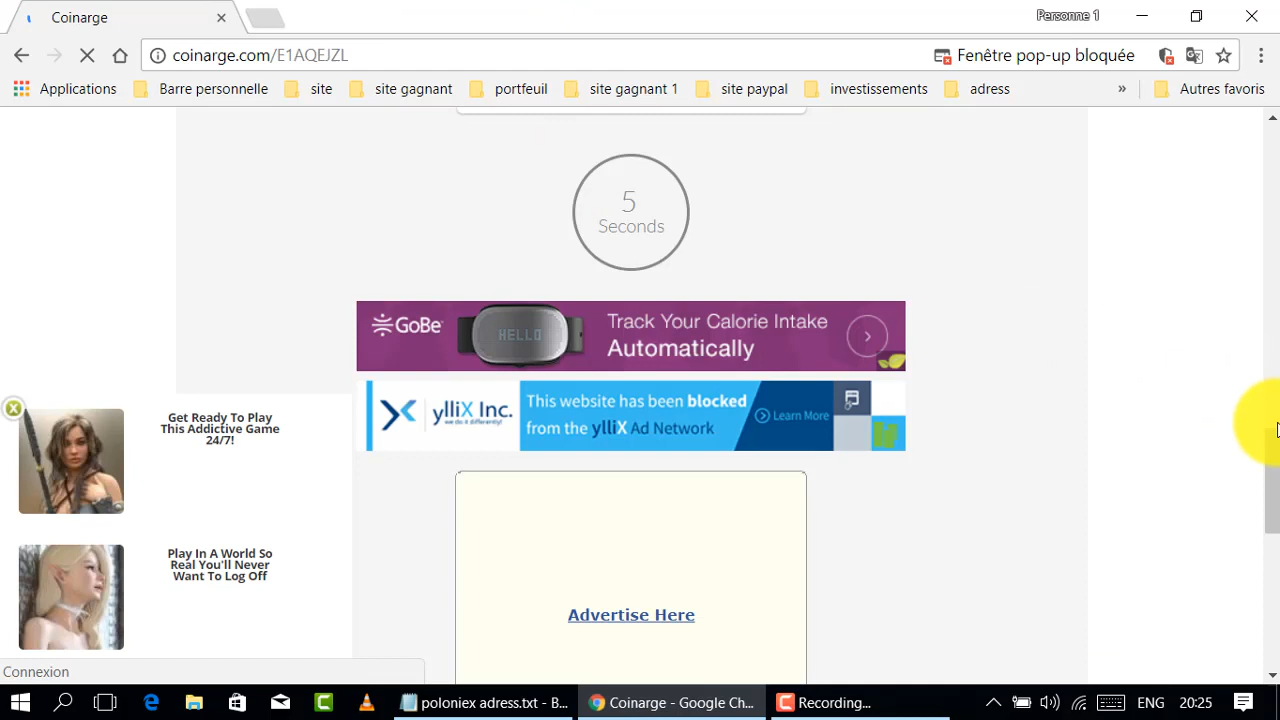 Coinarge
Personne 1
coinarge.com/E1AQEJZL
Fenêtre pop-up bloquée
Applications
Barre personnelle
site
site gagnant
portfeuil
site gagnant 1
site paypal
investissements
adress
»
Autres favoris
5
Seconds
GoBe
HELLO
Track Your Calorie Intake
Automatically
ylliX Inc.
we do it differently!
This website has been blocked
from the ylliX Ad Network
Learn More
X
Get Ready To Play
This Addictive Game
24/7!
Play In A World So
Real You'll Never
Want To Log Off
Advertise Here
Connexion
poloniex adress.txt - B...
Coinarge - Google Ch...
Recording...
ENG
20:25